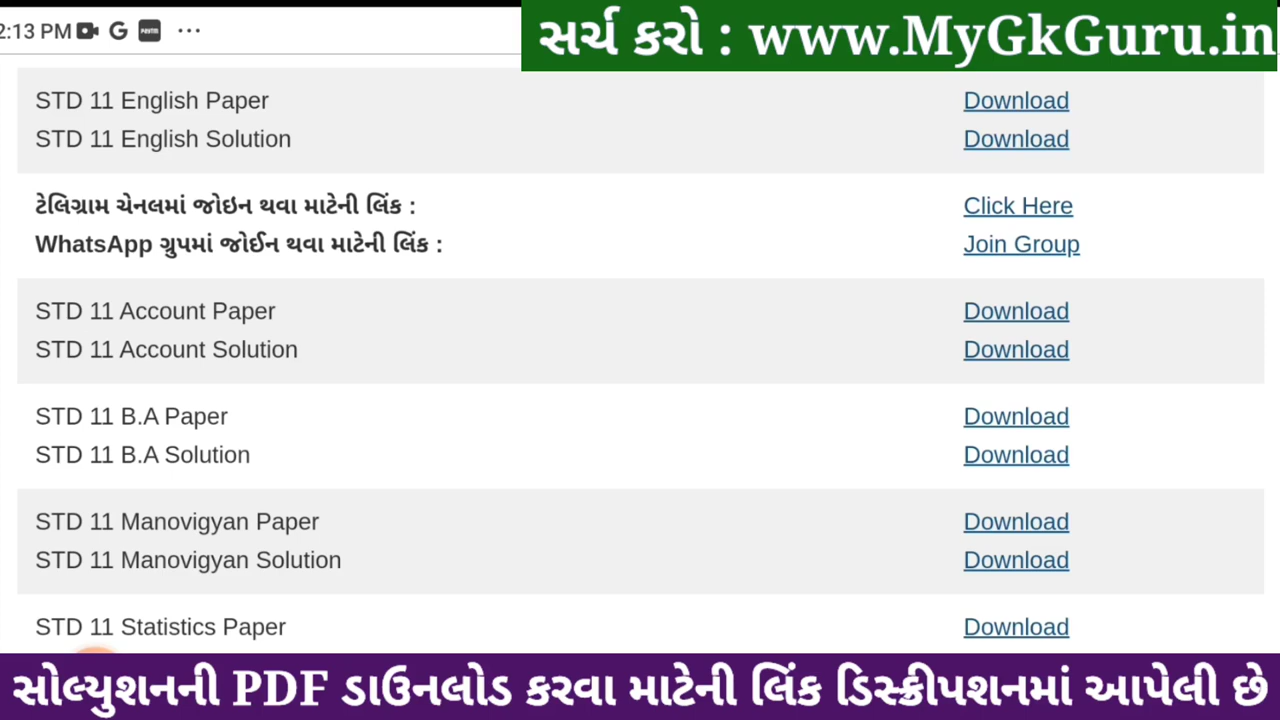 2:13 PM G PAYTM ...
સર્ચ કરો : www.MyGkGuru.in
STD 11 English Paper Download
STD 11 English Solution Download
ટેલિગ્રામ ચેનલમાં જોઇન થવા માટેની લિંક : Click Here
WhatsApp ગ્રુપમાં જોઈન થવા માટેની લિંક : Join Group
STD 11 Account Paper Download
STD 11 Account Solution Download
STD 11 B.A Paper Download
STD 11 B.A Solution Download
STD 11 Manovigyan Paper Download
STD 11 Manovigyan Solution Download
STD 11 Statistics Paper Download
સોલ્યુશનની PDF ડાઉનલોડ કરવા માટેની લિંક ડિસ્ક્રીપશનમાં આપેલી છે